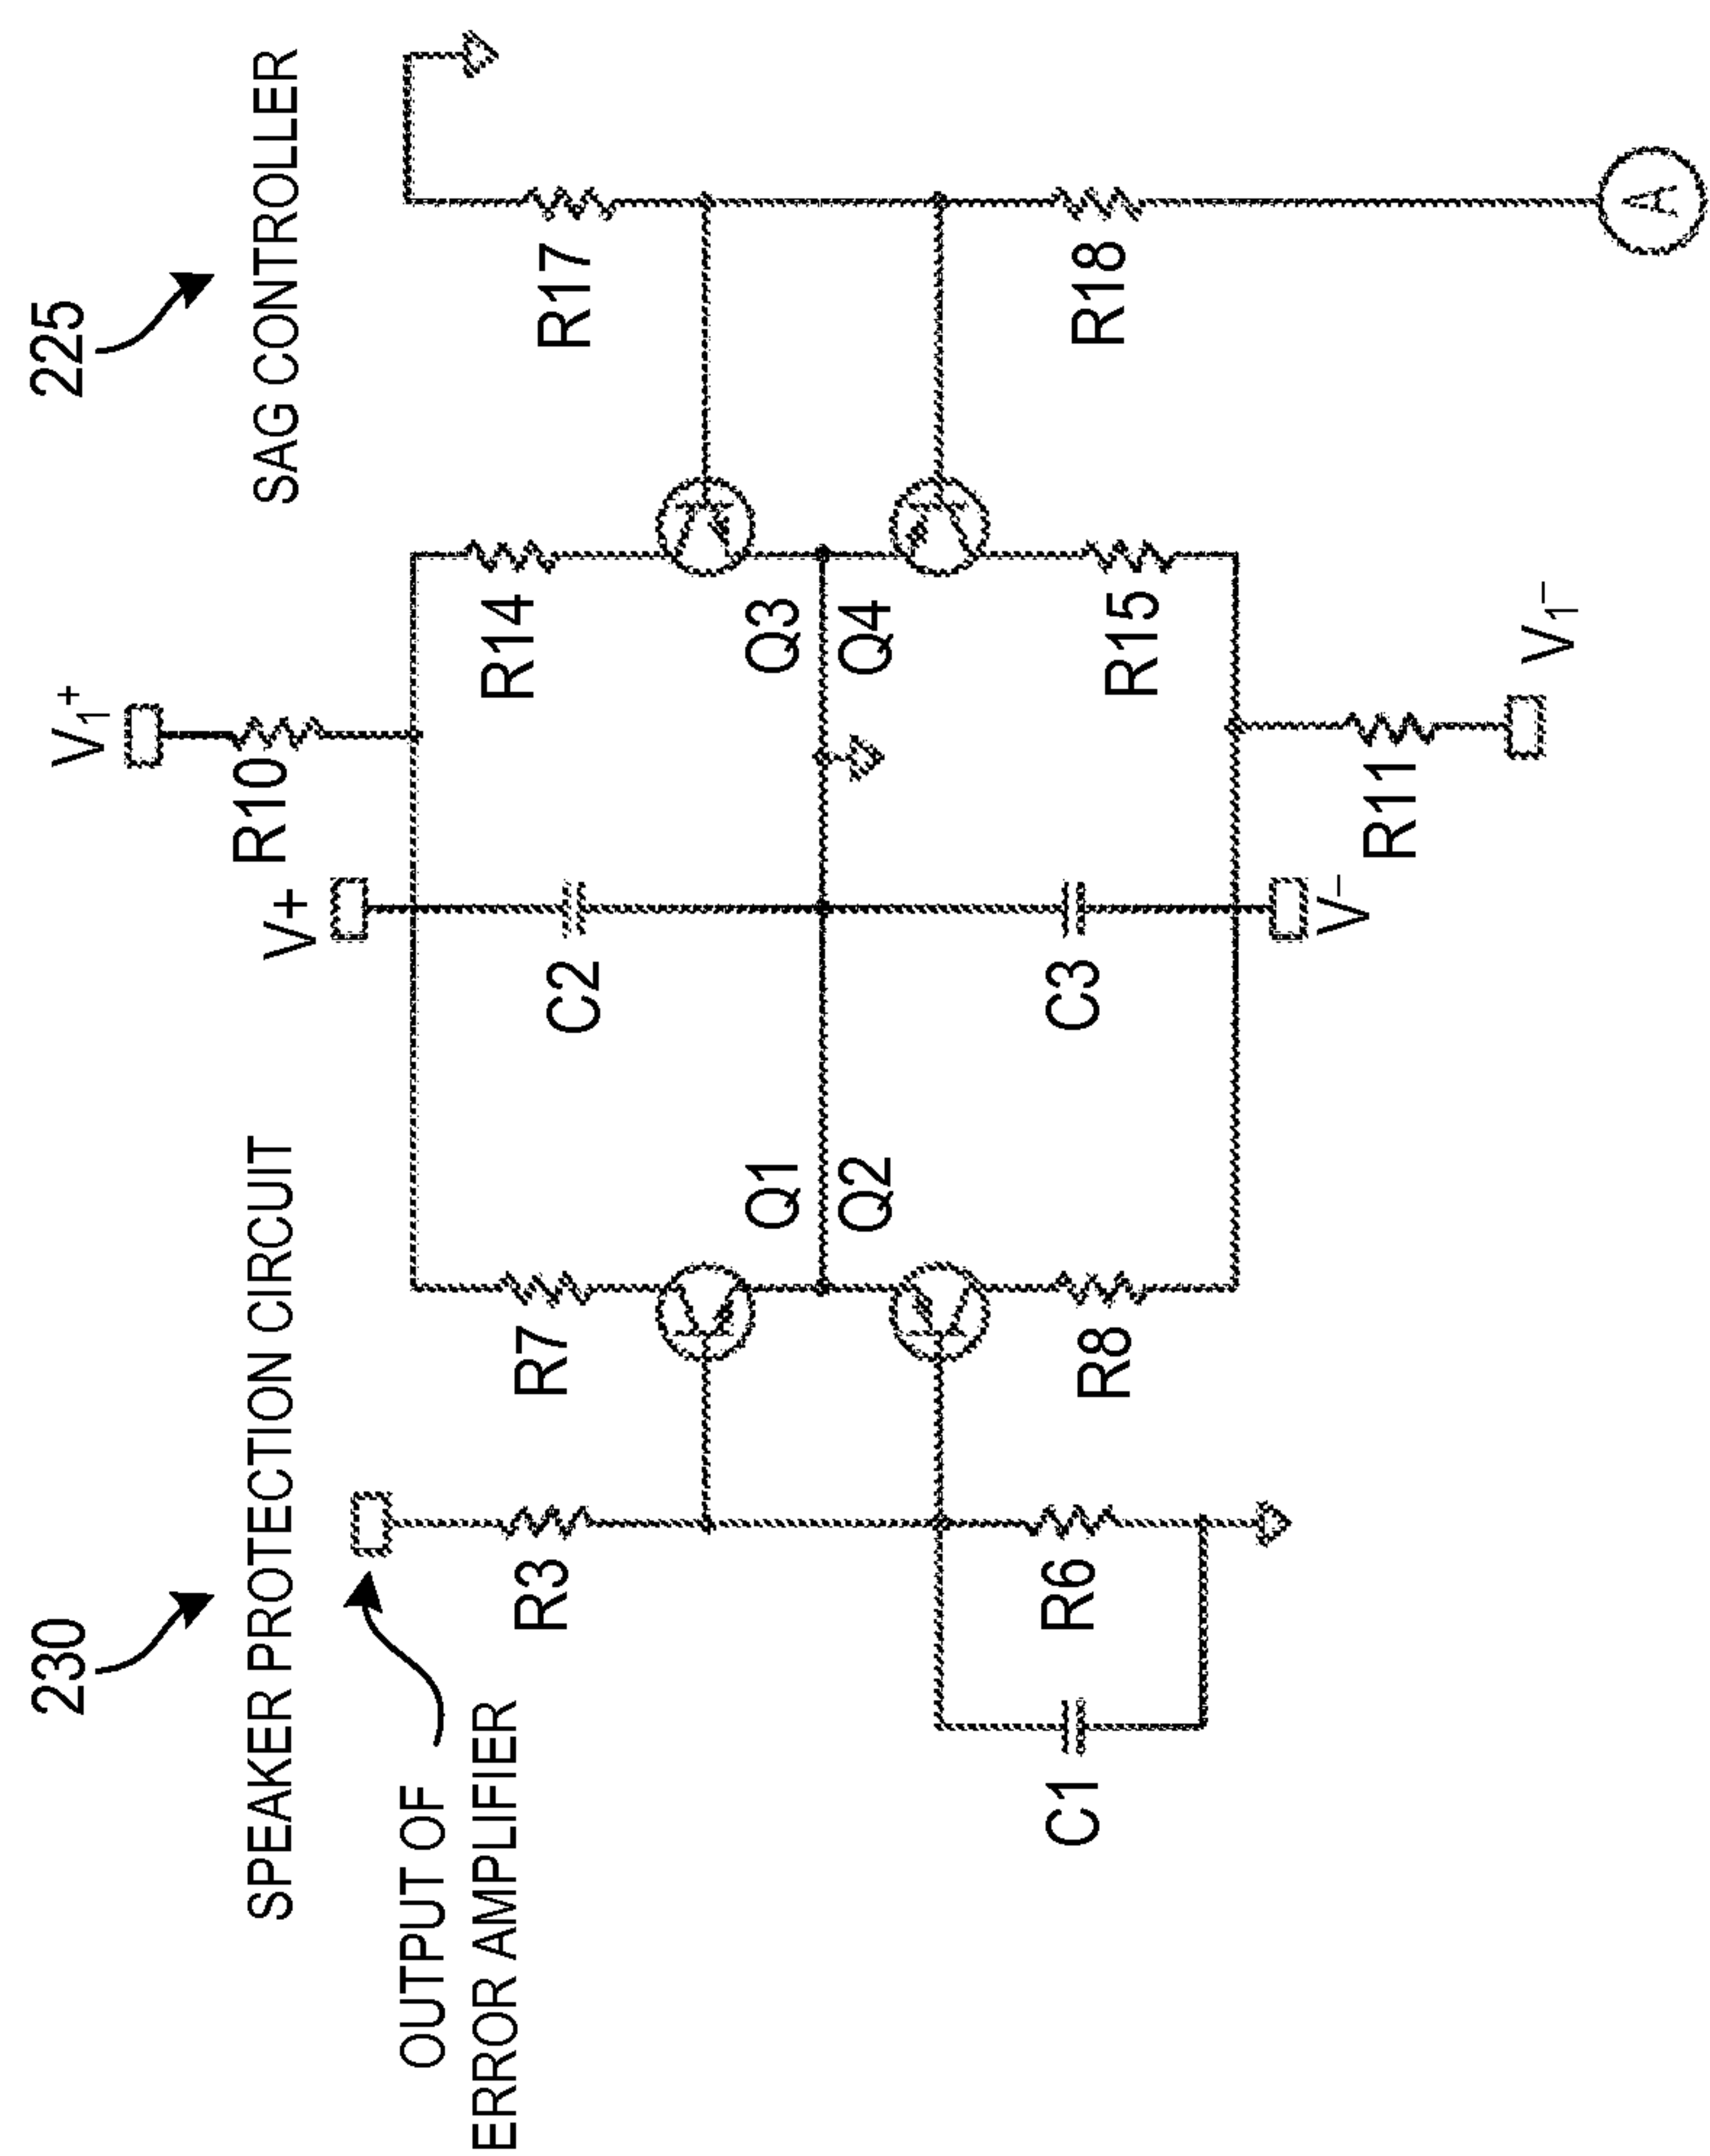 230
SPEAKER PROTECTION CIRCUIT
225
SAG CONTROLLER
OUTPUT OF
ERROR AMPLIFIER
V1+
R10
V+
R3
R7
R14
R17
C2
Q1
Q3
Q2
Q4
C1
R6
R8
C3
R15
R18
V-
R11
V1-
A